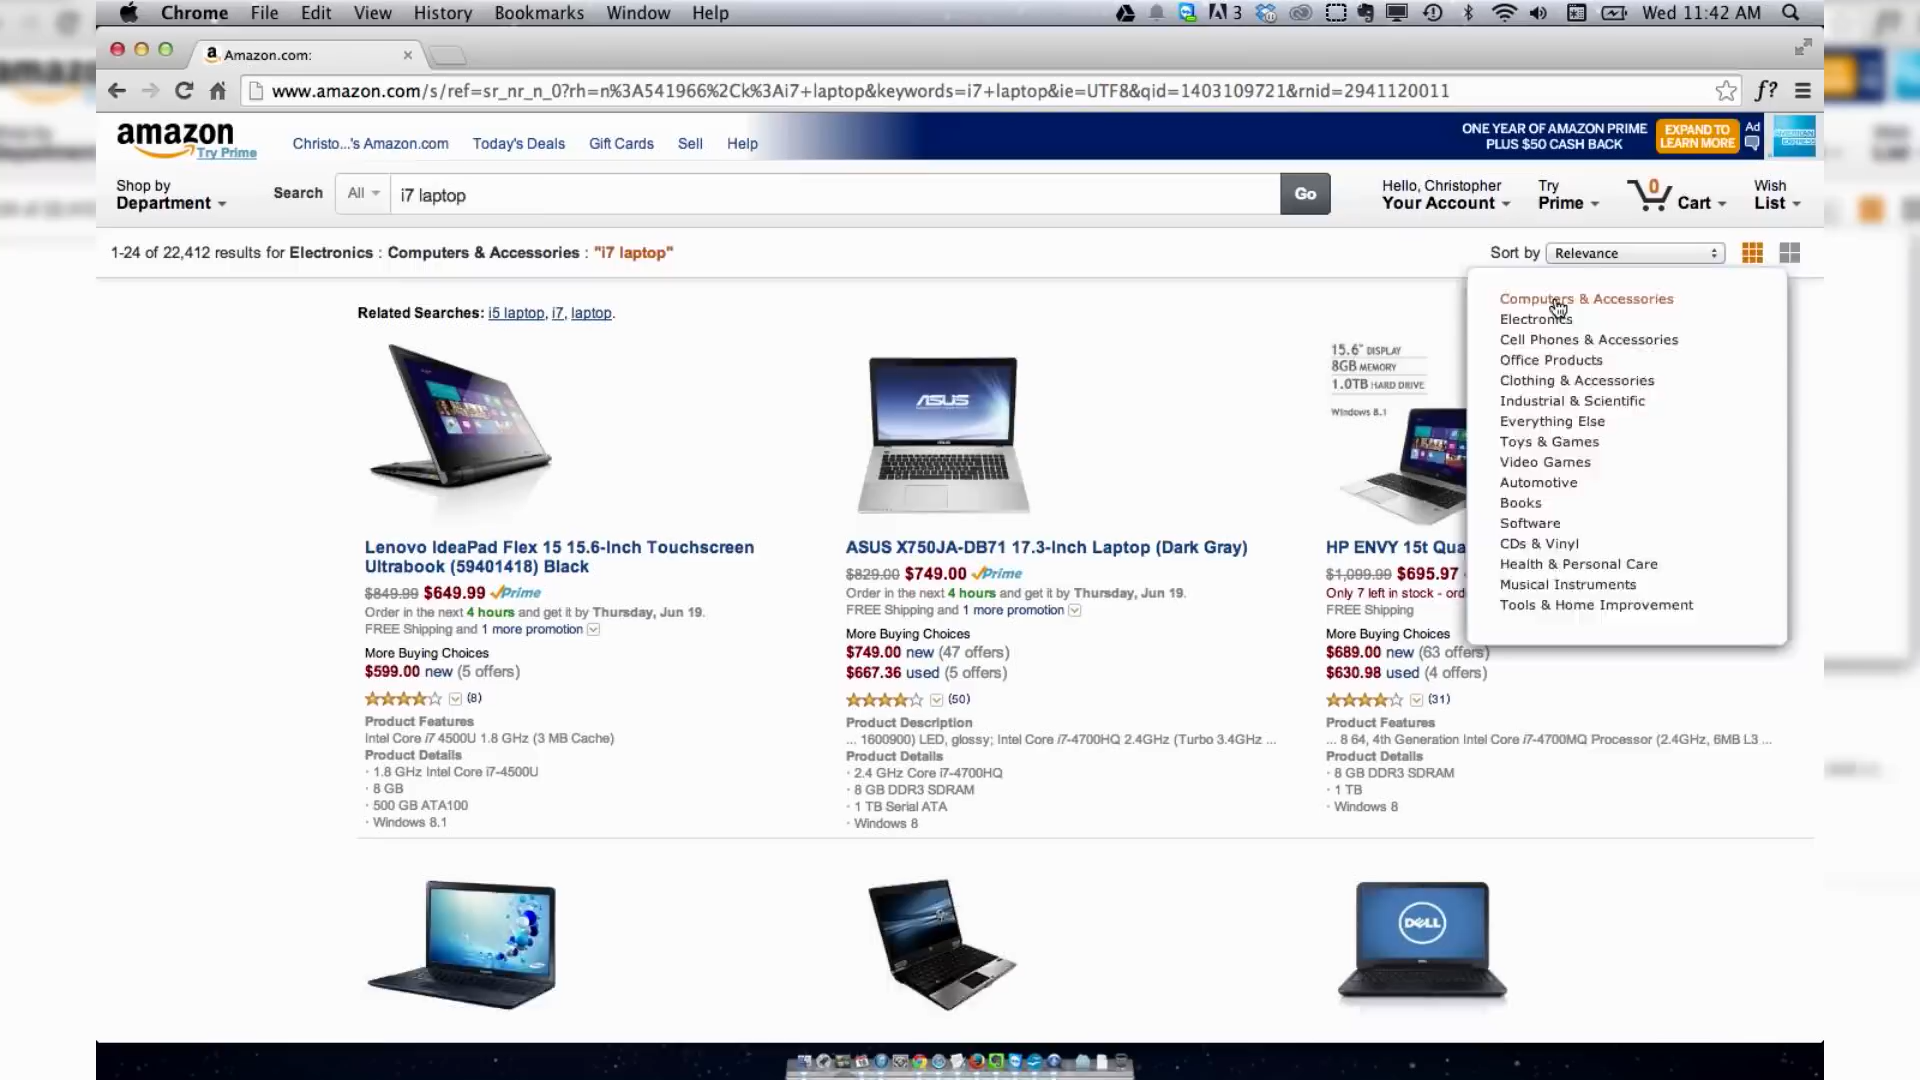 Chrome File Edit View History Bookmarks Window Help
3 Wed 11:42 AM
Amazon.com:
www.amazon.com/s/ref=sr_nr_n_0?rh=n%3A541966%2Ck%3Ai7+laptop&keywords=i7+laptop&ie=UTF8&qid=1403109721&rnid=2941120011
f?
amazon
Try Prime
Christo...'s Amazon.com Today's Deals Gift Cards Sell Help
ONE YEAR OF AMAZON PRIME
PLUS $50 CASH BACK
EXPAND TO
LEARN MORE
Ad
Shop by
Department
Search All i7 laptop Go
Hello, Christopher
Your Account
Try
Prime
0
Cart
Wish
List
1-24 of 22,412 results for Electronics : Computers & Accessories : "i7 laptop"
Sort by Relevance
Computers & Accessories
Electronics
Cell Phones & Accessories
Office Products
Clothing & Accessories
Industrial & Scientific
Everything Else
Toys & Games
Video Games
Automotive
Books
Software
CDs & Vinyl
Health & Personal Care
Musical Instruments
Tools & Home Improvement
Related Searches: i5 laptop, i7, laptop.
ASUS
15.6" DISPLAY
8GB MEMORY
1.0TB HARD DRIVE
Windows 8.1
Lenovo IdeaPad Flex 15 15.6-Inch Touchscreen
Ultrabook (59401418) Black
$849.99 $649.99 Prime
Order in the next 4 hours and get it by Thursday, Jun 19.
FREE Shipping and 1 more promotion
More Buying Choices
$599.00 new (5 offers)
(8)
Product Features
Intel Core i7 4500U 1.8 GHz (3 MB Cache)
Product Details
· 1.8 GHz Intel Core i7-4500U
· 8 GB
· 500 GB ATA100
· Windows 8.1
ASUS X750JA-DB71 17.3-Inch Laptop (Dark Gray)
$829.00 $749.00 Prime
Order in the next 4 hours and get it by Thursday, Jun 19.
FREE Shipping and 1 more promotion
More Buying Choices
$749.00 new (47 offers)
$667.36 used (5 offers)
(50)
Product Description
... 1600900) LED, glossy; Intel Core i7-4700HQ 2.4GHz (Turbo 3.4GHz ...
Product Details
· 2.4 GHz Core i7-4700HQ
· 8 GB DDR3 SDRAM
· 1 TB Serial ATA
· Windows 8
HP ENVY 15t Qua
$1,099.99 $695.97
Only 7 left in stock - ord
FREE Shipping
More Buying Choices
$689.00 new (63 offers)
$630.98 used (4 offers)
(31)
Product Features
... 8 64, 4th Generation Intel Core i7-4700MQ Processor (2.4GHz, 6MB L3 ...
Product Details
· 8 GB DDR3 SDRAM
· 1 TB
· Windows 8
DELL